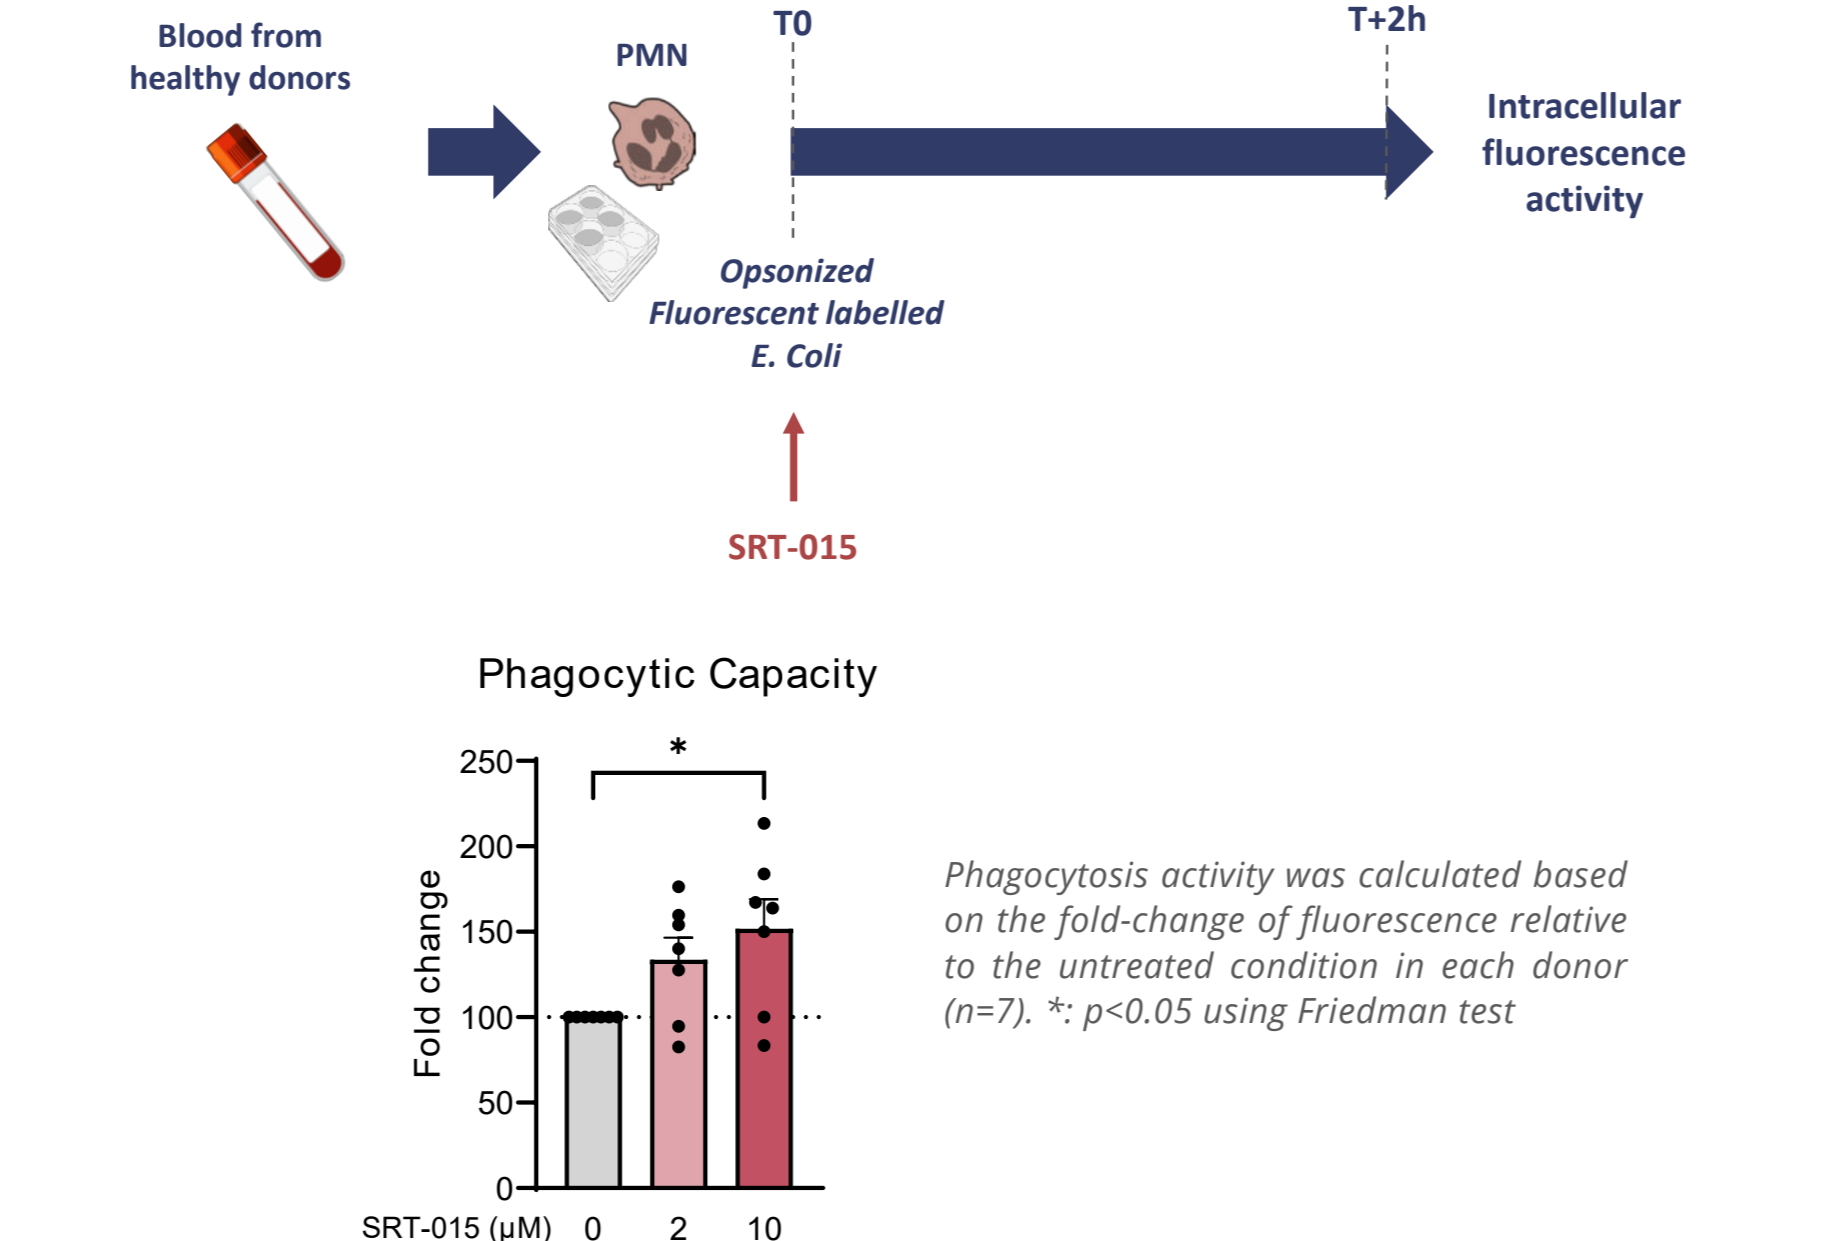 Blood from
healthy donors
PMN
T0
T+2h
Intracellular
fluorescence
activity
Opsonized
Fluorescent labelled
E. Coli
SRT-015
Phagocytic Capacity
*
250
200
150
100
50
0
Fold change
SRT-015 (µM) 0 2 10
Phagocytosis activity was calculated based
on the fold-change of fluorescence relative
to the untreated condition in each donor
(n=7). *: p<0.05 using Friedman test